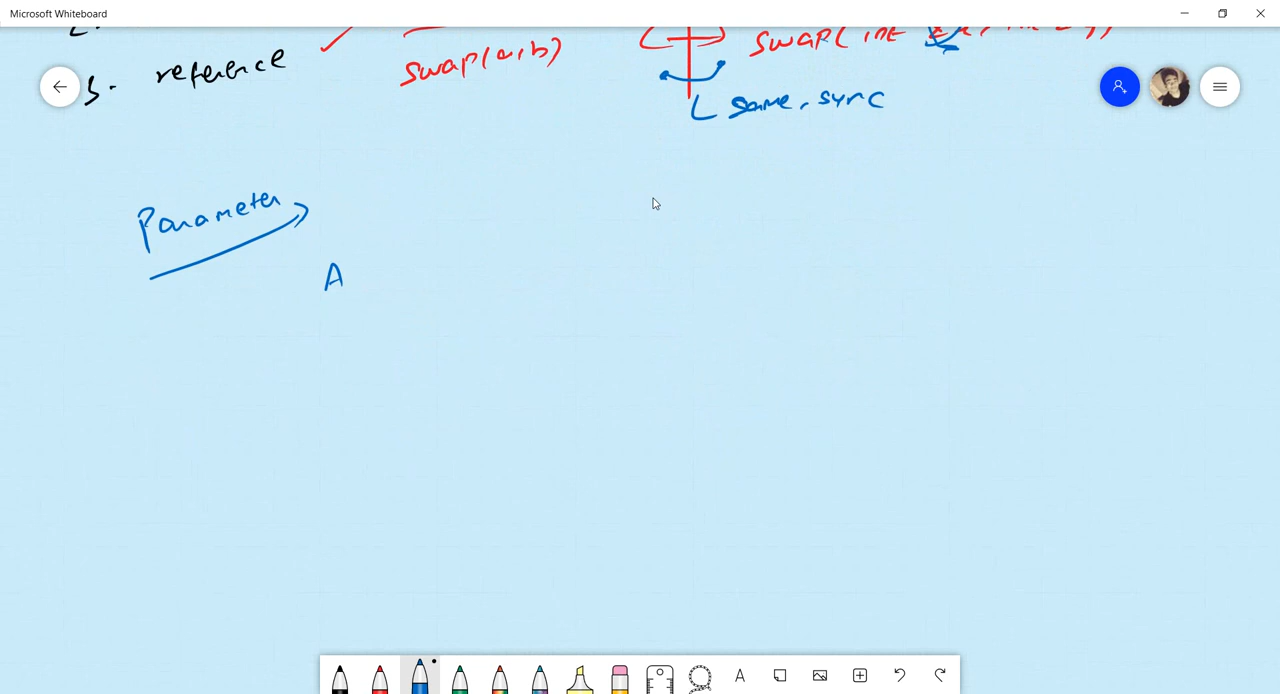 Microsoft Whiteboard
3. reference
swap(a,b)
swap( int
same, sync
Parameter
A
A